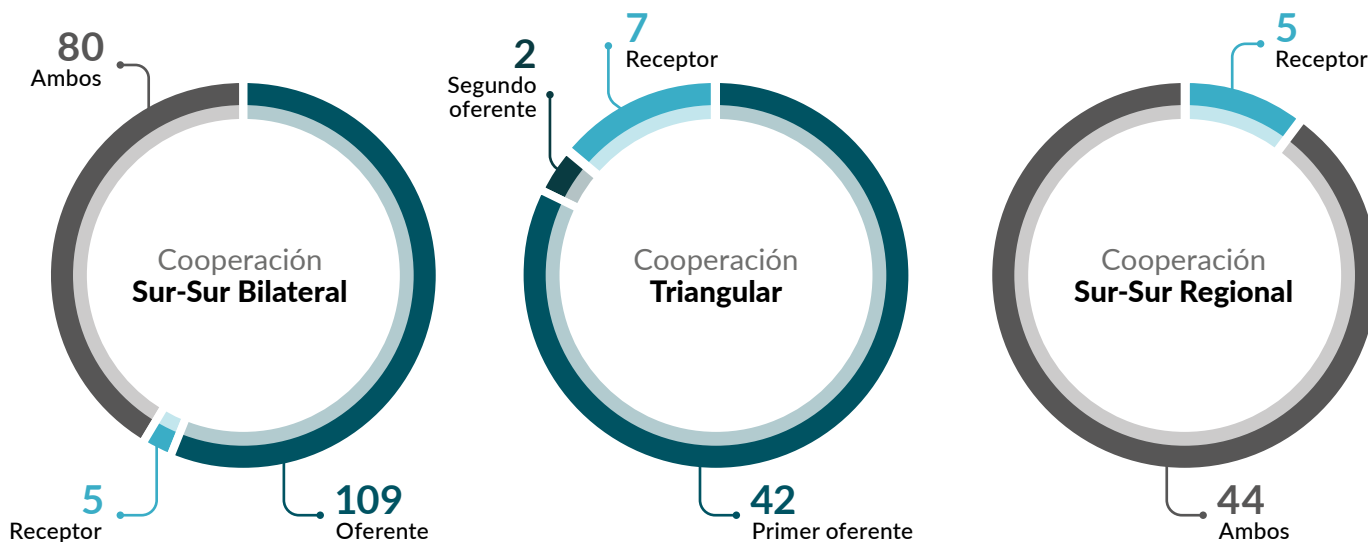 80
Ambos
Cooperación
Sur-Sur Bilateral
5
Receptor
109
Oferente
2
Segundo
oferente
7
Receptor
Cooperación
Triangular
42
Primer oferente
5
Receptor
Cooperación
Sur-Sur Regional
44
Ambos